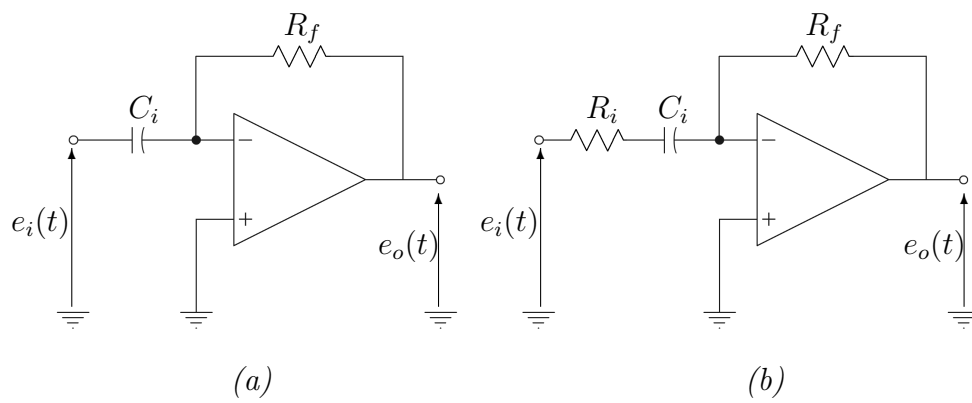 R_f
C_i
−
+
e_i(t)
e_o(t)
(a)
R_f
R_i
C_i
−
+
e_i(t)
e_o(t)
(b)